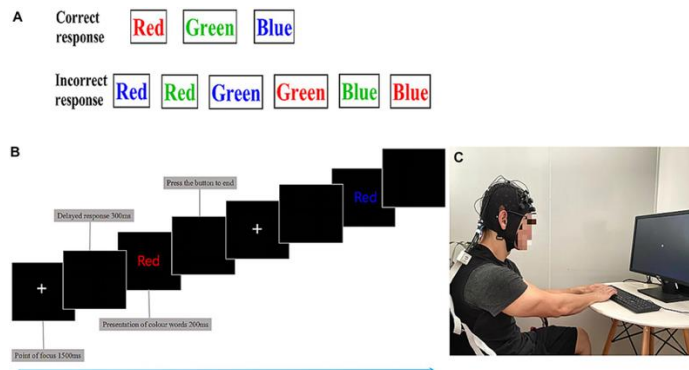 A
Correct
response
Red Green Blue
Incorrect
response
Red Red Green Green Blue Blue
B
Press the button to end
Delayed response 300ms
Red
Red
Presentation of colour words 200ms
Point of focus 1500ms
C